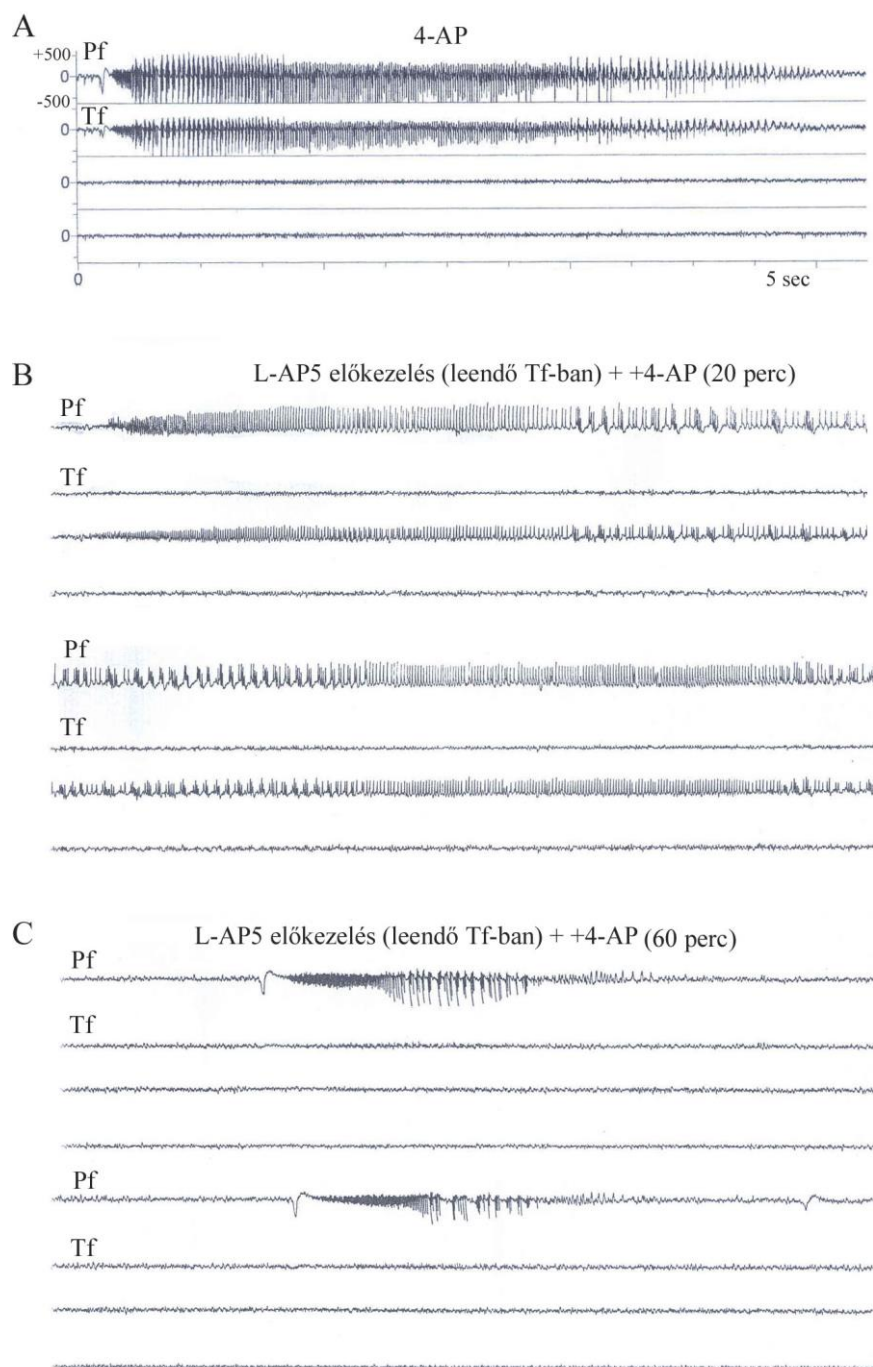 A
4-AP
Pf
+500
0
-500
Tf
0
0
0
0
5 sec
B
L-AP5 előkezelés (leendő Tf-ban) + +4-AP (20 perc)
Pf
Tf
Pf
Tf
C
L-AP5 előkezelés (leendő Tf-ban) + +4-AP (60 perc)
Pf
Tf
Pf
Tf